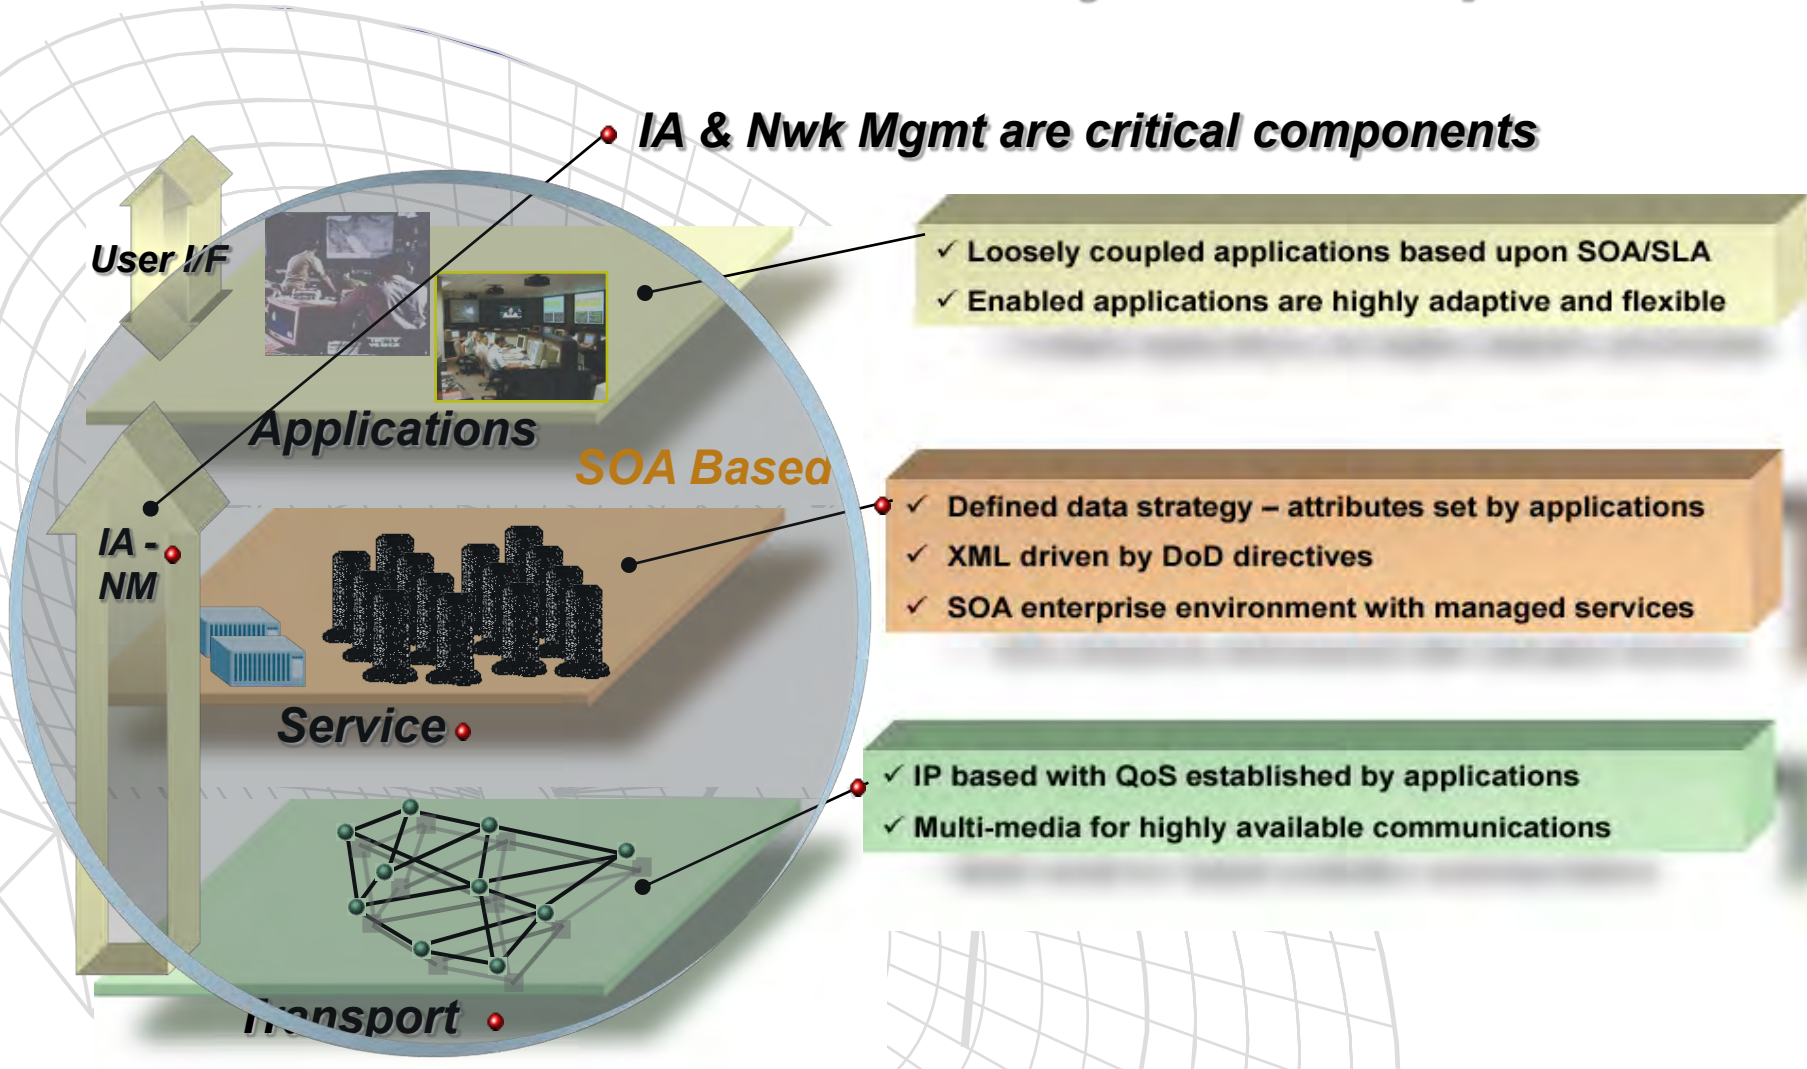 IA & Nwk Mgmt are critical components
User I/F
✓ Loosely coupled applications based upon SOA/SLA
✓ Enabled applications are highly adaptive and flexible
Applications
SOA Based
✓ Defined data strategy – attributes set by applications
✓ XML driven by DoD directives
✓ SOA enterprise environment with managed services
IA -
NM
Service
✓ IP based with QoS established by applications
✓ Multi-media for highly available communications
Transport